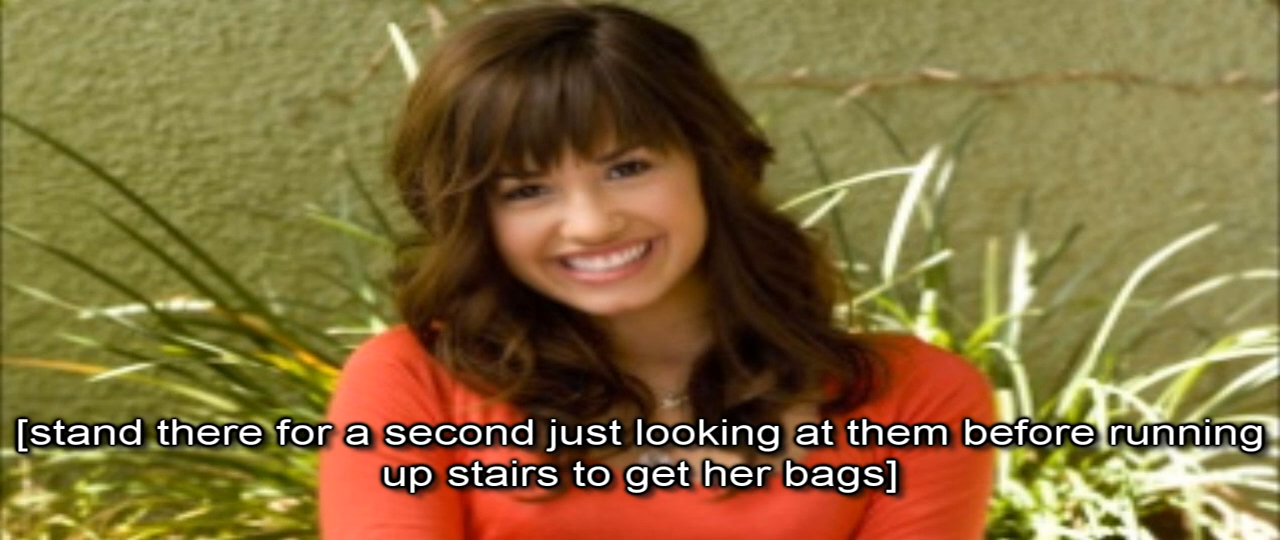 [stand there for a second just looking at them before running
up stairs to get her bags]